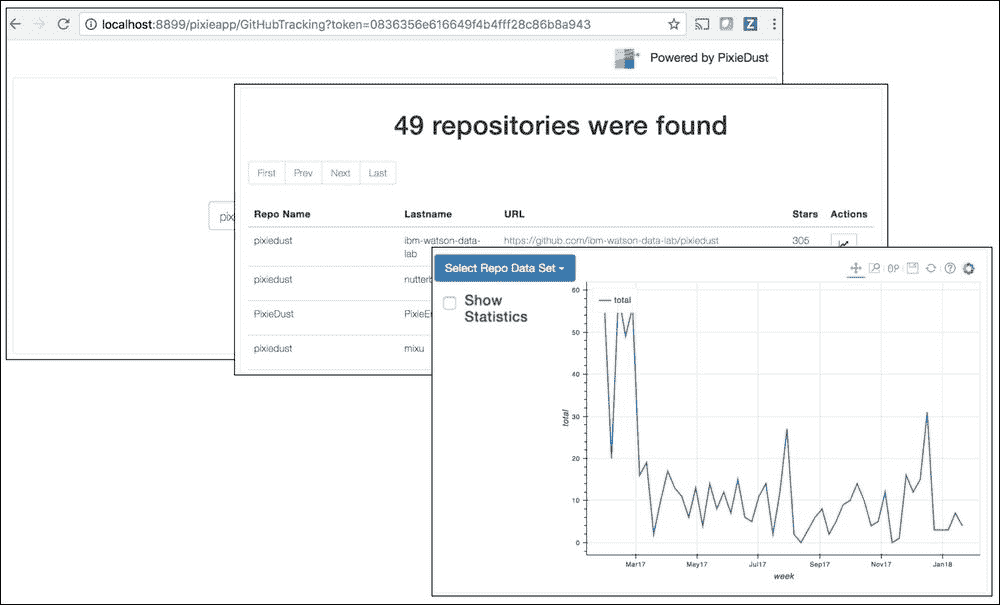 localhost:8899/pixieapp/GitHubTracking?token=0836356e616649f4b4fff28c86b8a943
Powered by PixieDust
49 repositories were found
First Prev Next Last
Repo Name Lastname URL Stars Actions
pixiedust ibm-watson-data-lab https://github.com/ibm-watson-data-lab/pixiedust 305
pixiedust
PixieDust
pixiedust mixu
Select Repo Data Set
Show
Statistics
total
60
50
40
30
20
10
0
total
Mar17 May17 Jul17 Sep17 Nov17 Jan18
week